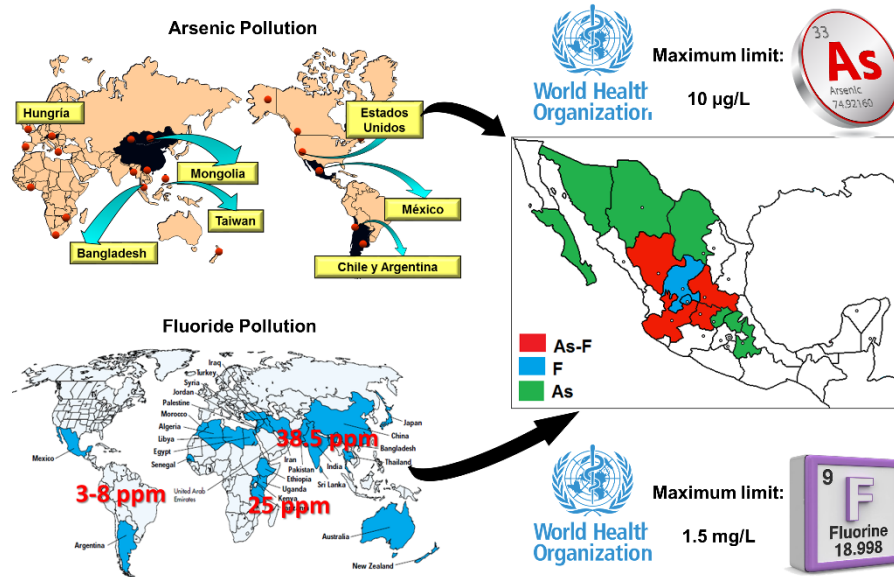 Arsenic Pollution
Hungría
Mongolia
Taiwan
Bangladesh
Estados
Unidos
México
Chile y Argentina
World Health
Organization
Maximum limit:
10 µg/L
33
As
Arsenic
74.92160
As-F
F
As
Fluoride Pollution
Iraq
Turkey
Syria
Jordan
Palestine
Morocco
Algeria
Libya
Egypt
Senegal
Mexico
United Arab
Emirates
Iran
Pakistan
Ethiopia
Uganda
Kenya
Japan
China
Bangladesh
Thailand
India
Sri Lanka
Australia
New Zealand
Argentina
38.5 ppm
3-8 ppm
25 ppm
World Health
Organization
Maximum limit:
1.5 mg/L
9
F
Fluorine
18.998